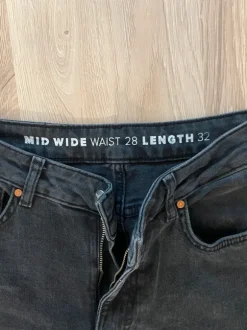 MID WIDE WAIST 28 LENGTH 32